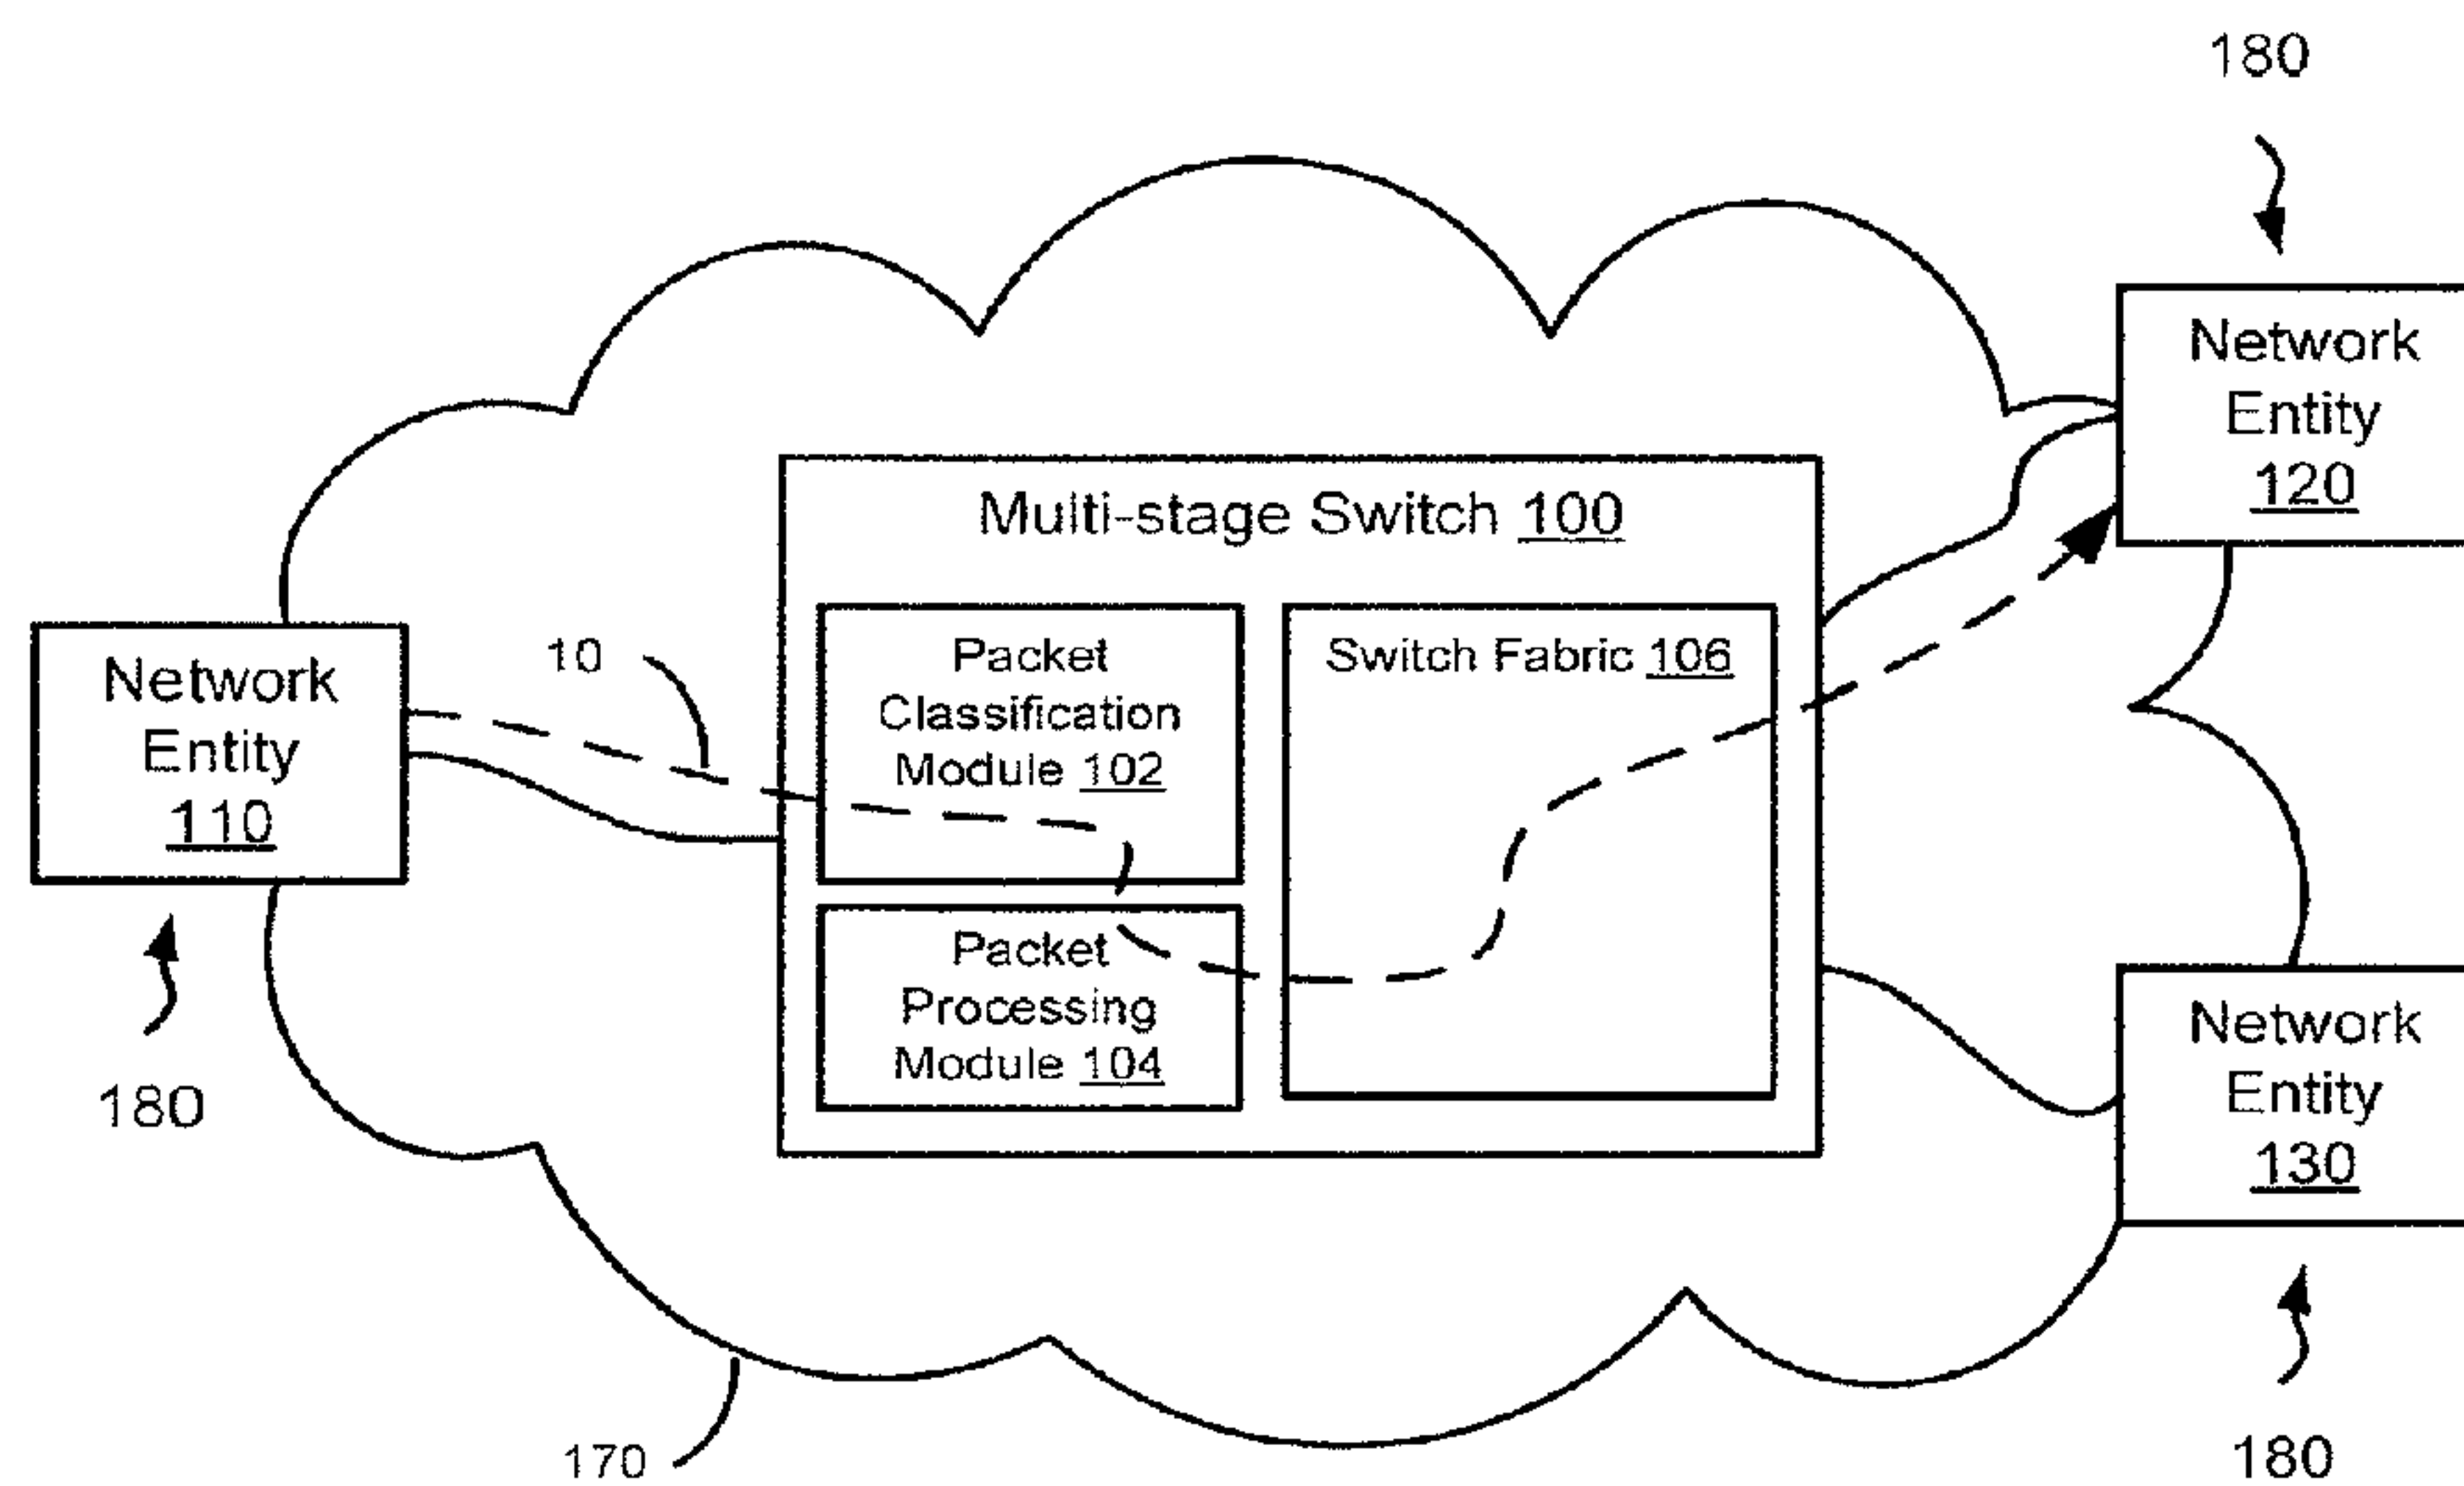 180
Network
Entity
120
Multi-stage Switch 100
10
Packet
Classification
Module 102
Switch Fabric 106
Network
Entity
110
Packet
Processing
Module 104
Network
Entity
130
180
170
180